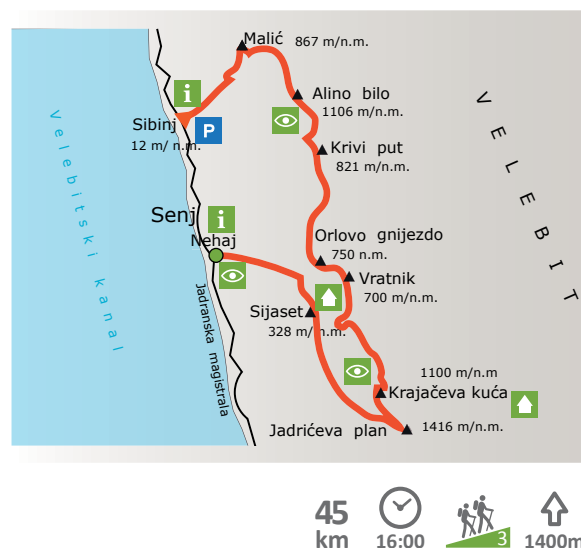 Malić 867 m/n.m.
i
Alino bilo
1106 m/n.m.
Sibinj
P
12 m/ n.m.
Krivi put
821 m/n.m.
VELEBIT
Velebitski kanal
Senj
i
Nehaj
Orlovo gnijezdo
750 n.m.
Vratnik
700 m/n.m.
Jadranska magistrala
Sijaset
328 m/n.m.
1100 m/n.m
Krajačeva kuća
Jadrićeva plan
1416 m/n.m.
45
km
16:00
3
1400m